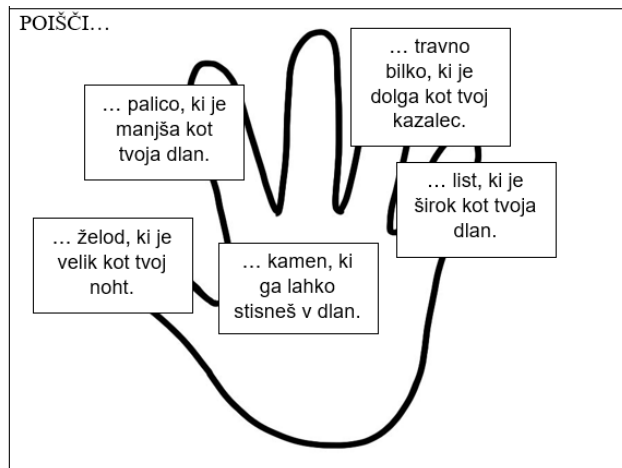 POIŠČI…
… travno
bilko, ki je
dolga kot tvoj
kazalec.
… palico, ki je
manjša kot
tvoja dlan.
… list, ki je
širok kot tvoja
dlan.
… želod, ki je
velik kot tvoj
noht.
… kamen, ki
ga lahko
stisneš v dlan.